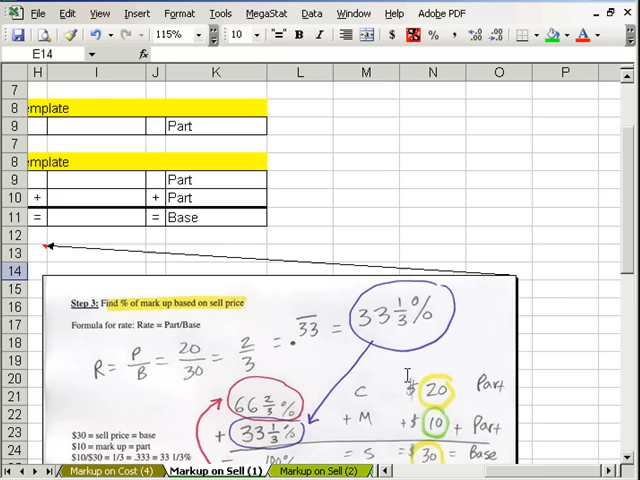 File Edit View Insert Format Tools MegaStat Data Window Help Adobe PDF
115% 10 B $ % ,
E14 fx
H I J K L M N O P
7
8 emplate
9 Part
7
8 emplate
9 Part
10 + + Part
11 = = Base
12
13
14
15
16 Step 3: Find % of mark up based on sell price
17 Formula for rate: Rate = Part/Base
18 R = P/B = 20/30 = 2/3 = .33 = 33 1/3 %
19
20
21 66 2/3 % C $ 20 Part
22 + M + $ 10 + Part
23 + 33 1/3 %
$30 = sell price = base
$10 = mark up = part
$10/$30 = 1/3 = .333 = 33 1/3%
24 = 100% = S = $ 30 = Base
Markup on Cost (4) Markup on Sell (1) Markup on Sell (2)